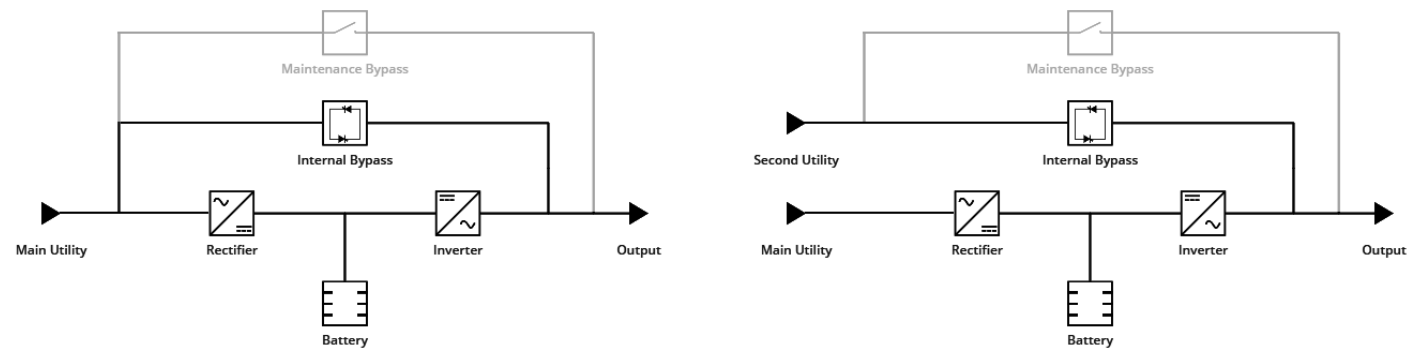 Maintenance Bypass
Internal Bypass
Main Utility
Rectifier
Inverter
Output
Battery
Maintenance Bypass
Second Utility
Internal Bypass
Main Utility
Rectifier
Inverter
Output
Battery